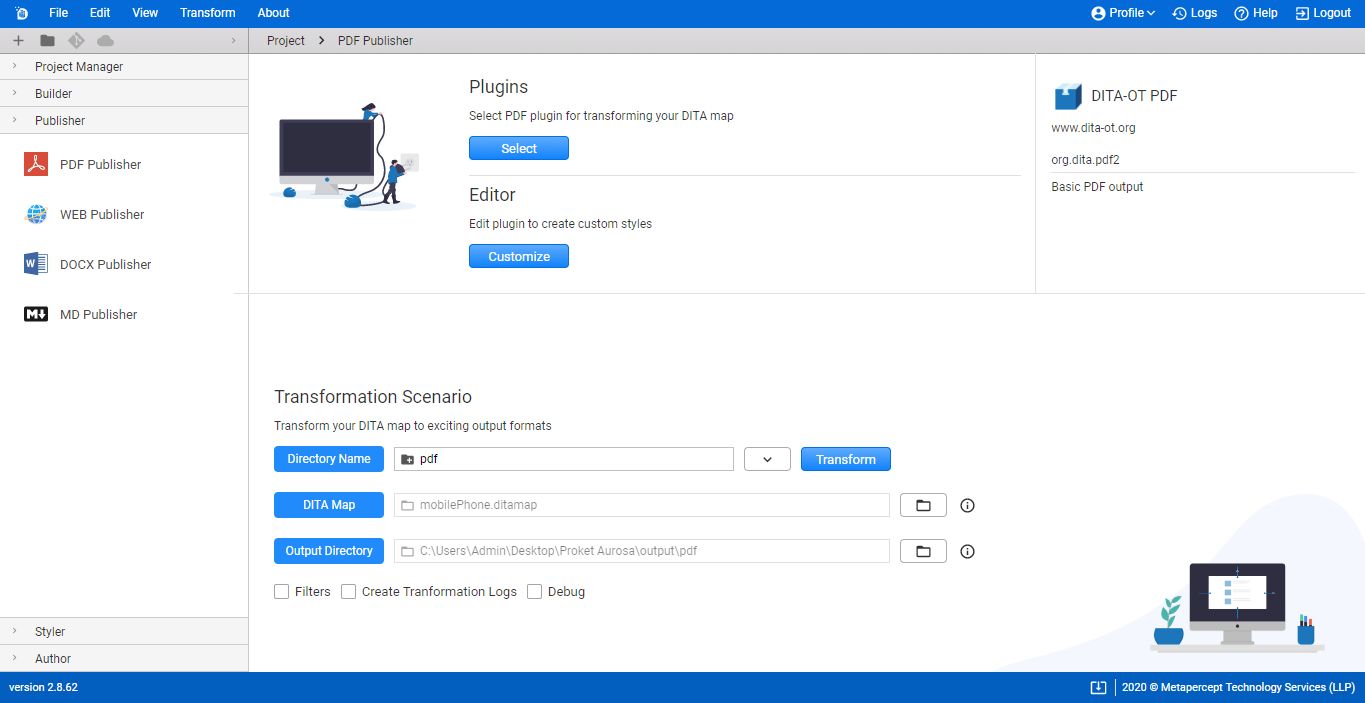 File Edit View Transform About Profile Logs Help Logout
Project PDF Publisher
Project Manager
Builder
Publisher
PDF Publisher
WEB Publisher
DOCX Publisher
MD Publisher
Styler
Author
Plugins
Select PDF plugin for transforming your DITA map
Select
Editor
Edit plugin to create custom styles
Customize
DITA-OT PDF
www.dita-ot.org
org.dita.pdf2
Basic PDF output
Transformation Scenario
Transform your DITA map to exciting output formats
Directory Name pdf Transform
DITA Map mobilePhone.ditamap
Output Directory C:\Users\Admin\Desktop\Proket Aurosa\output\pdf
Filters Create Tranformation Logs Debug
version 2.8.62 2020 © Metapercept Technology Services (LLP)